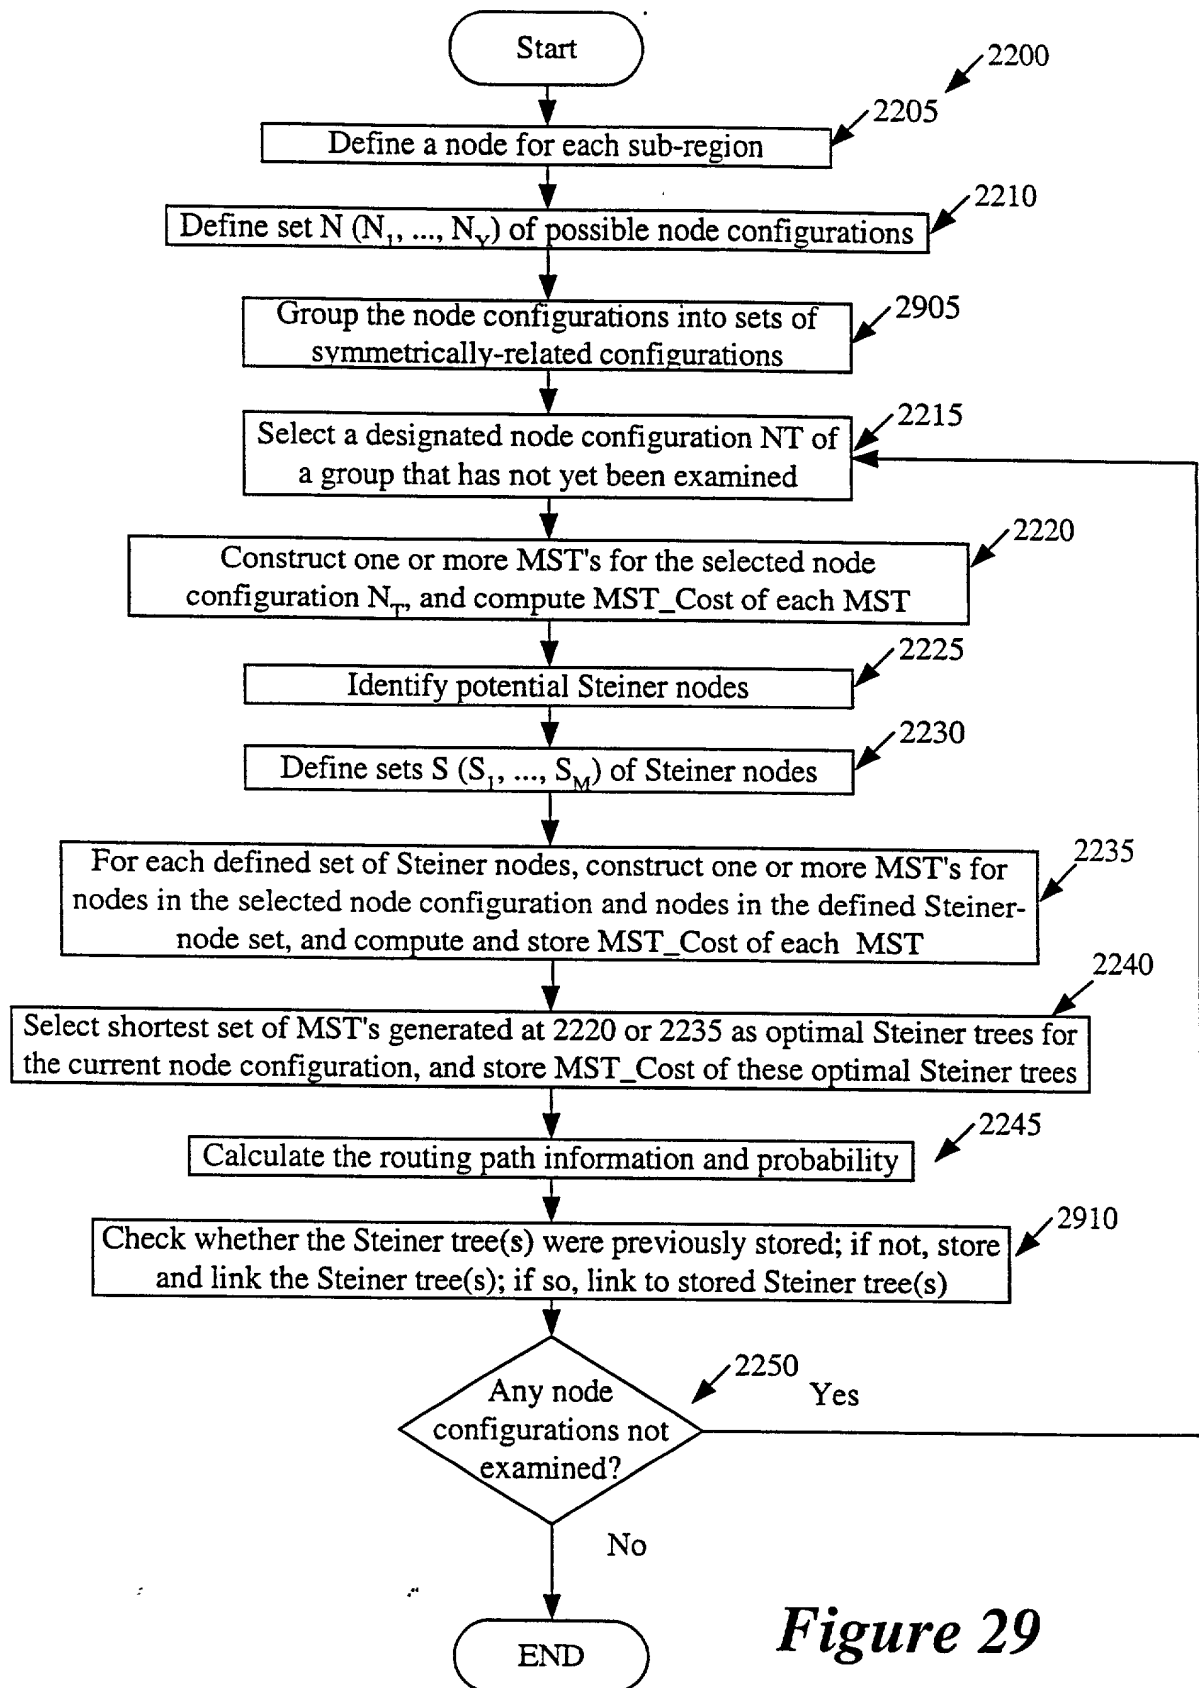 Start
2200
2205
Define a node for each sub-region
2210
Define set N (N1, ..., NY) of possible node configurations
2905
Group the node configurations into sets of
symmetrically-related configurations
2215
Select a designated node configuration NT of
a group that has not yet been examined
2220
Construct one or more MST's for the selected node
configuration NT, and compute MST_Cost of each MST
2225
Identify potential Steiner nodes
2230
Define sets S (S1, ..., SM) of Steiner nodes
2235
For each defined set of Steiner nodes, construct one or more MST's for
nodes in the selected node configuration and nodes in the defined Steiner-
node set, and compute and store MST_Cost of each MST
2240
Select shortest set of MST's generated at 2220 or 2235 as optimal Steiner trees for
the current node configuration, and store MST_Cost of these optimal Steiner trees
2245
Calculate the routing path information and probability
2910
Check whether the Steiner tree(s) were previously stored; if not, store
and link the Steiner tree(s); if so, link to stored Steiner tree(s)
2250
Yes
Any node
configurations not
examined?
No
END
Figure 29